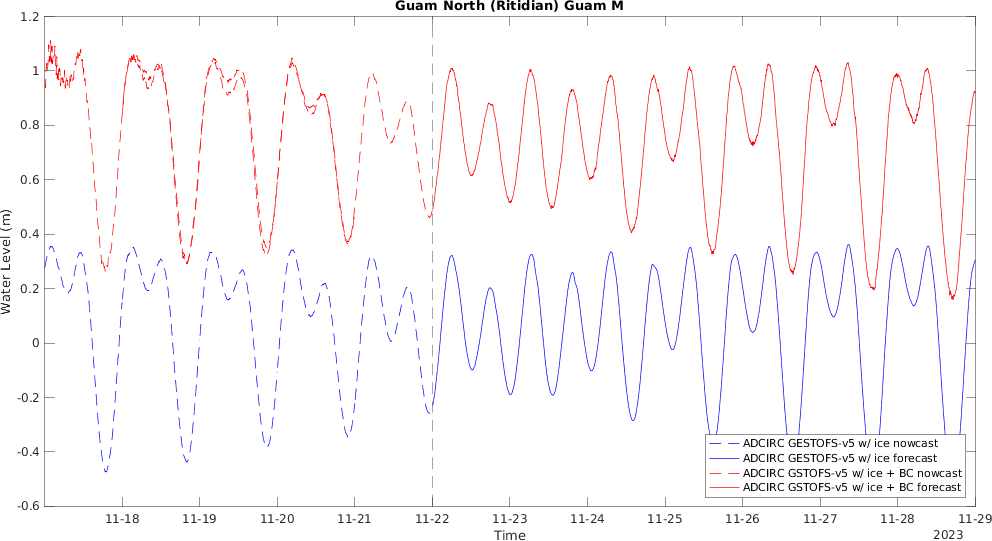 Guam North (Ritidian) Guam M
Water Level (m)
1.2
1
0.8
0.6
0.4
0.2
0
-0.2
-0.4
-0.6
ADCIRC GESTOFS-v5 w/ ice nowcast
ADCIRC GESTOFS-v5 w/ ice forecast
ADCIRC GSTOFS-v5 w/ ice + BC nowcast
ADCIRC GSTOFS-v5 w/ ice + BC forecast
11-18 11-19 11-20 11-21 11-22 11-23 11-24 11-25 11-26 11-27 11-28 11-29
Time
2023